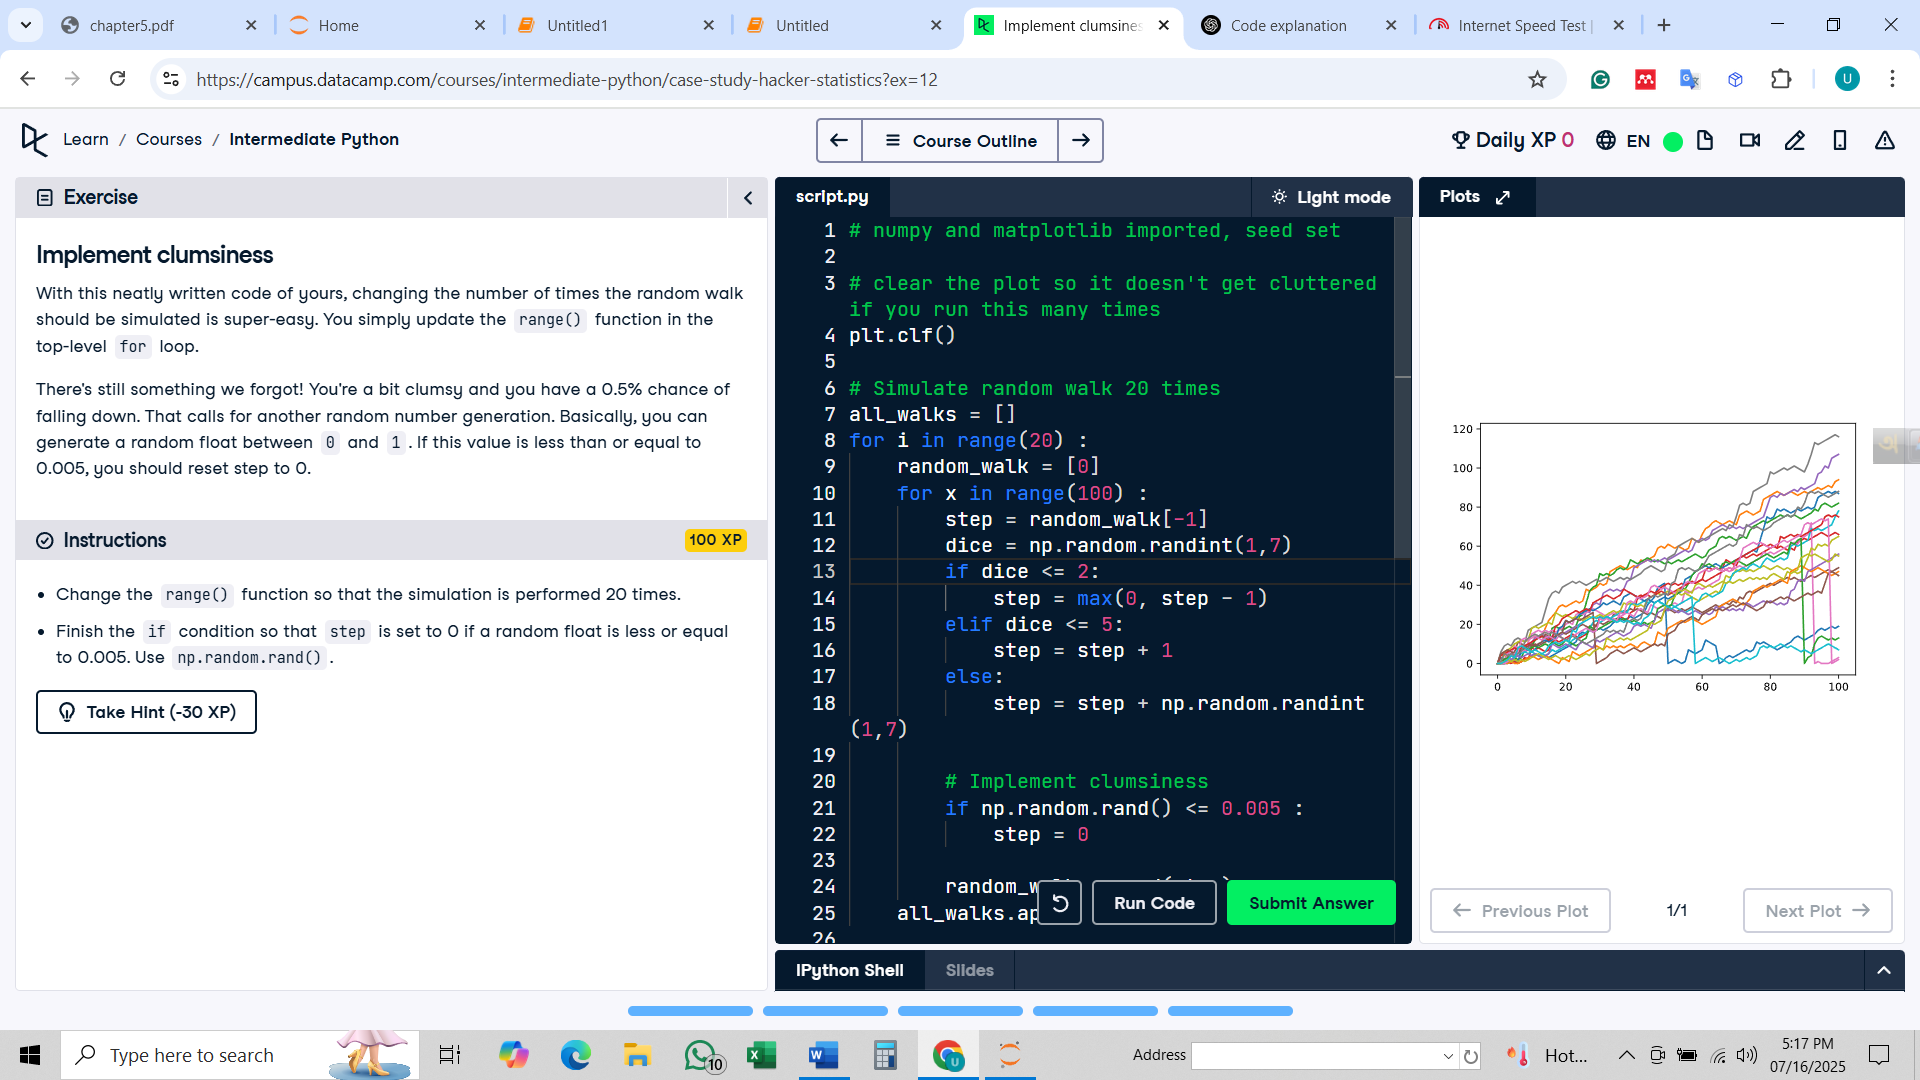 chapter5.pdf
Home
Untitled1
Untitled
Implement clumsines
Code explanation
Internet Speed Test |
https://campus.datacamp.com/courses/intermediate-python/case-study-hacker-statistics?ex=12
U
Learn / Courses / Intermediate Python
Course Outline
Daily XP 0
EN
Exercise
Implement clumsiness
With this neatly written code of yours, changing the number of times the random walk
should be simulated is super-easy. You simply update the range() function in the
top-level for loop.
There's still something we forgot! You're a bit clumsy and you have a 0.5% chance of
falling down. That calls for another random number generation. Basically, you can
generate a random float between 0 and 1. If this value is less than or equal to
0.005, you should reset step to 0.
Instructions
100 XP
Change the range() function so that the simulation is performed 20 times.
Finish the if condition so that step is set to 0 if a random float is less or equal
to 0.005. Use np.random.rand().
Take Hint (-30 XP)
script.py
Light mode
1 # numpy and matplotlib imported, seed set
2
3 # clear the plot so it doesn't get cluttered
if you run this many times
4 plt.clf()
5
6 # Simulate random walk 20 times
7 all_walks = []
8 for i in range(20) :
9 random_walk = [0]
10 for x in range(100) :
11 step = random_walk[-1]
12 dice = np.random.randint(1,7)
13 if dice <= 2:
14 step = max(0, step - 1)
15 elif dice <= 5:
16 step = step + 1
17 else:
18 step = step + np.random.randint
(1,7)
19
20 # Implement clumsiness
21 if np.random.rand() <= 0.005 :
22 step = 0
23
24 random_w
25 all_walks.ap
26
Run Code
Submit Answer
Plots
120
100
80
60
40
20
0
0 20 40 60 80 100
Previous Plot
1/1
Next Plot
IPython Shell
Slides
Type here to search
10
Address
Hot...
5:17 PM
07/16/2025